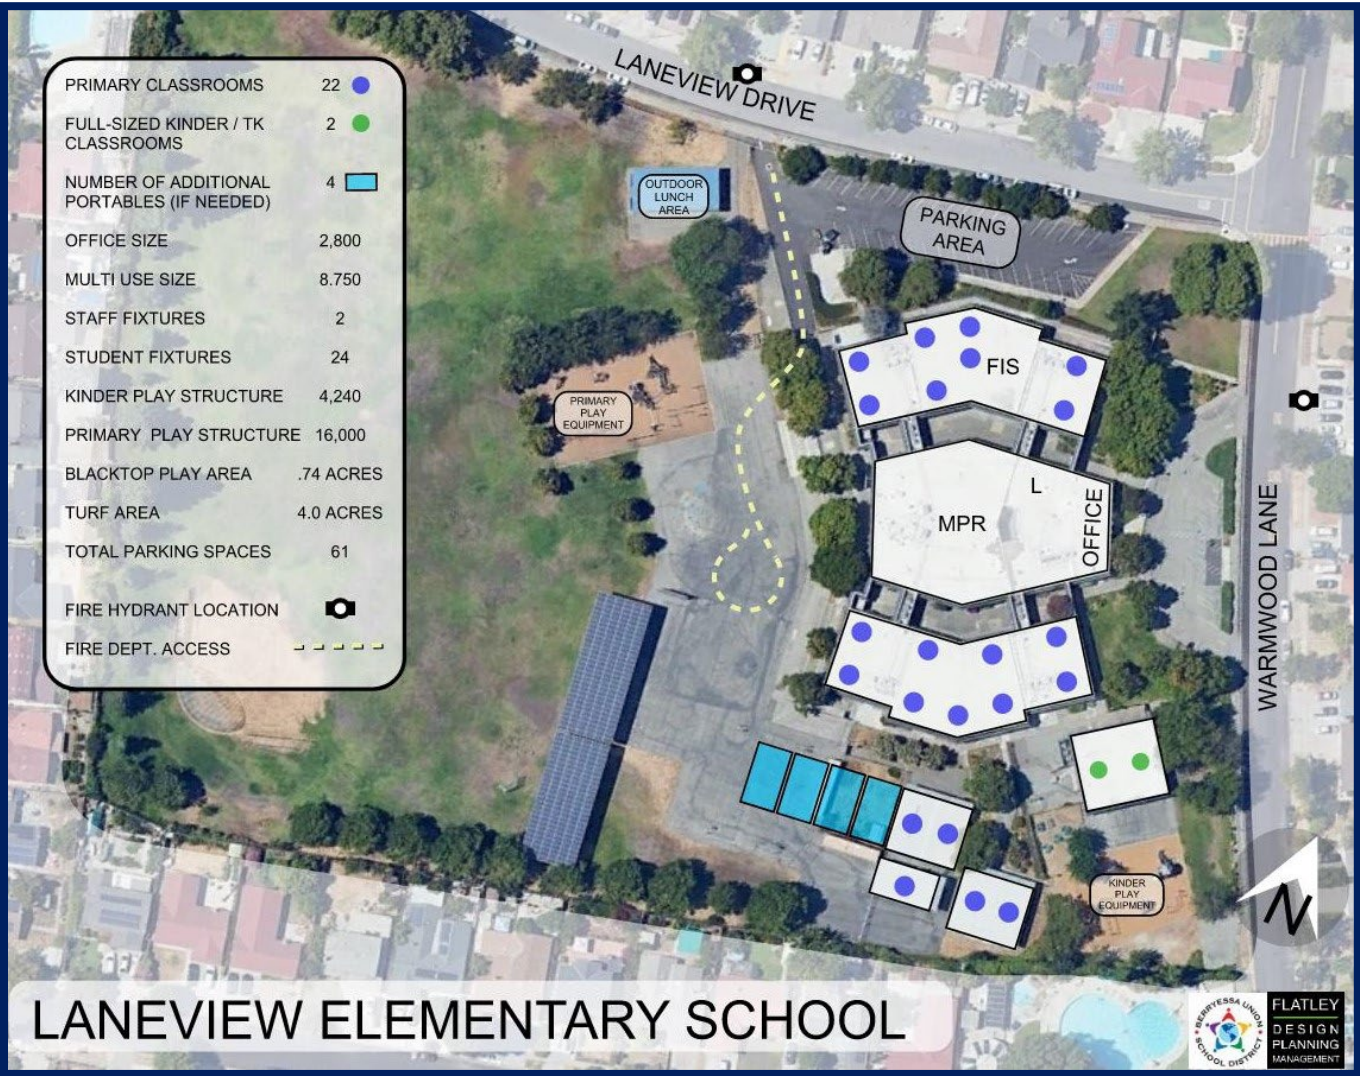 LANEVIEW DRIVE
PRIMARY CLASSROOMS 22
FULL-SIZED KINDER / TK 2
CLASSROOMS
NUMBER OF ADDITIONAL 4
PORTABLES (IF NEEDED)
OFFICE SIZE 2,800
MULTI USE SIZE 8.750
STAFF FIXTURES 2
STUDENT FIXTURES 24
KINDER PLAY STRUCTURE 4,240
PRIMARY PLAY STRUCTURE 16,000
BLACKTOP PLAY AREA .74 ACRES
TURF AREA 4.0 ACRES
TOTAL PARKING SPACES 61
FIRE HYDRANT LOCATION
FIRE DEPT. ACCESS
OUTDOOR
LUNCH
AREA
PARKING
AREA
FIS
PRIMARY
PLAY
EQUIPMENT
L
MPR
OFFICE
WARMWOOD LANE
KINDER
PLAY
EQUIPMENT
N
LANEVIEW ELEMENTARY SCHOOL
BERRYESSA UNION
SCHOOL DISTRICT
FLATLEY
DESIGN
PLANNING
MANAGEMENT